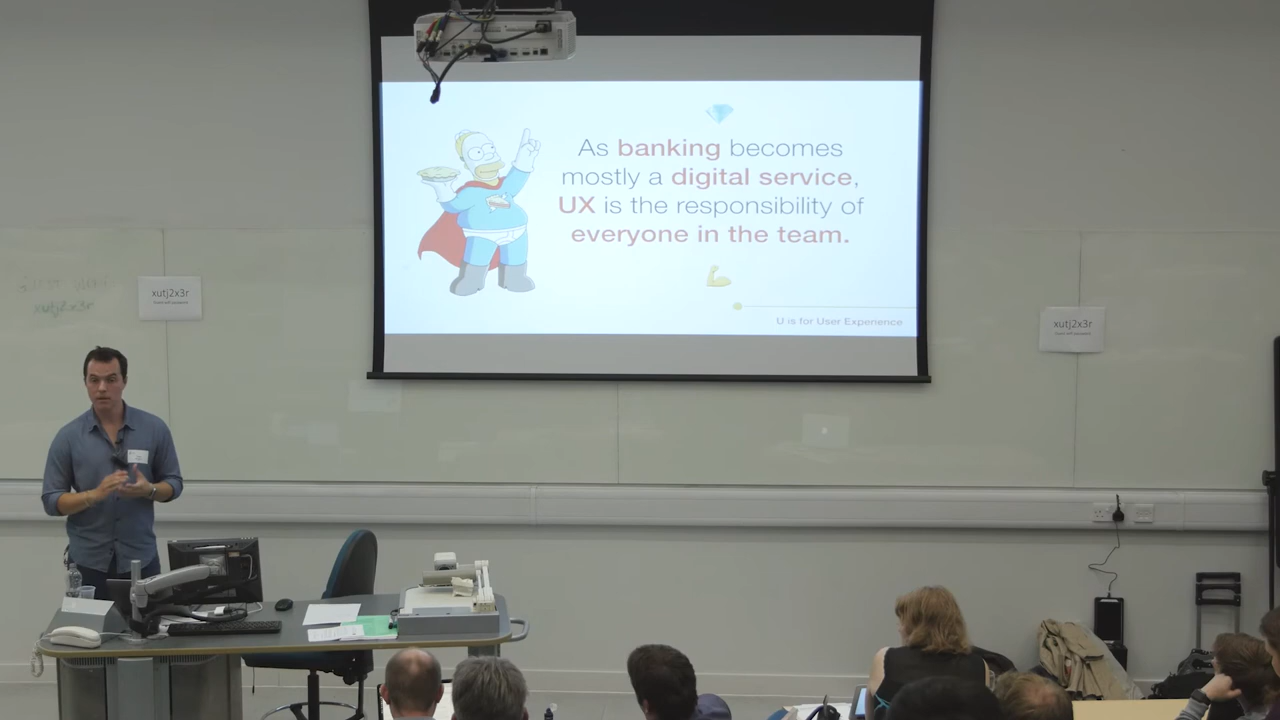 As banking becomes
mostly a digital service,
UX is the responsibility of
everyone in the team.
U is for User Experience
xutj2x3r
xutj2x3r
xutj2x3r